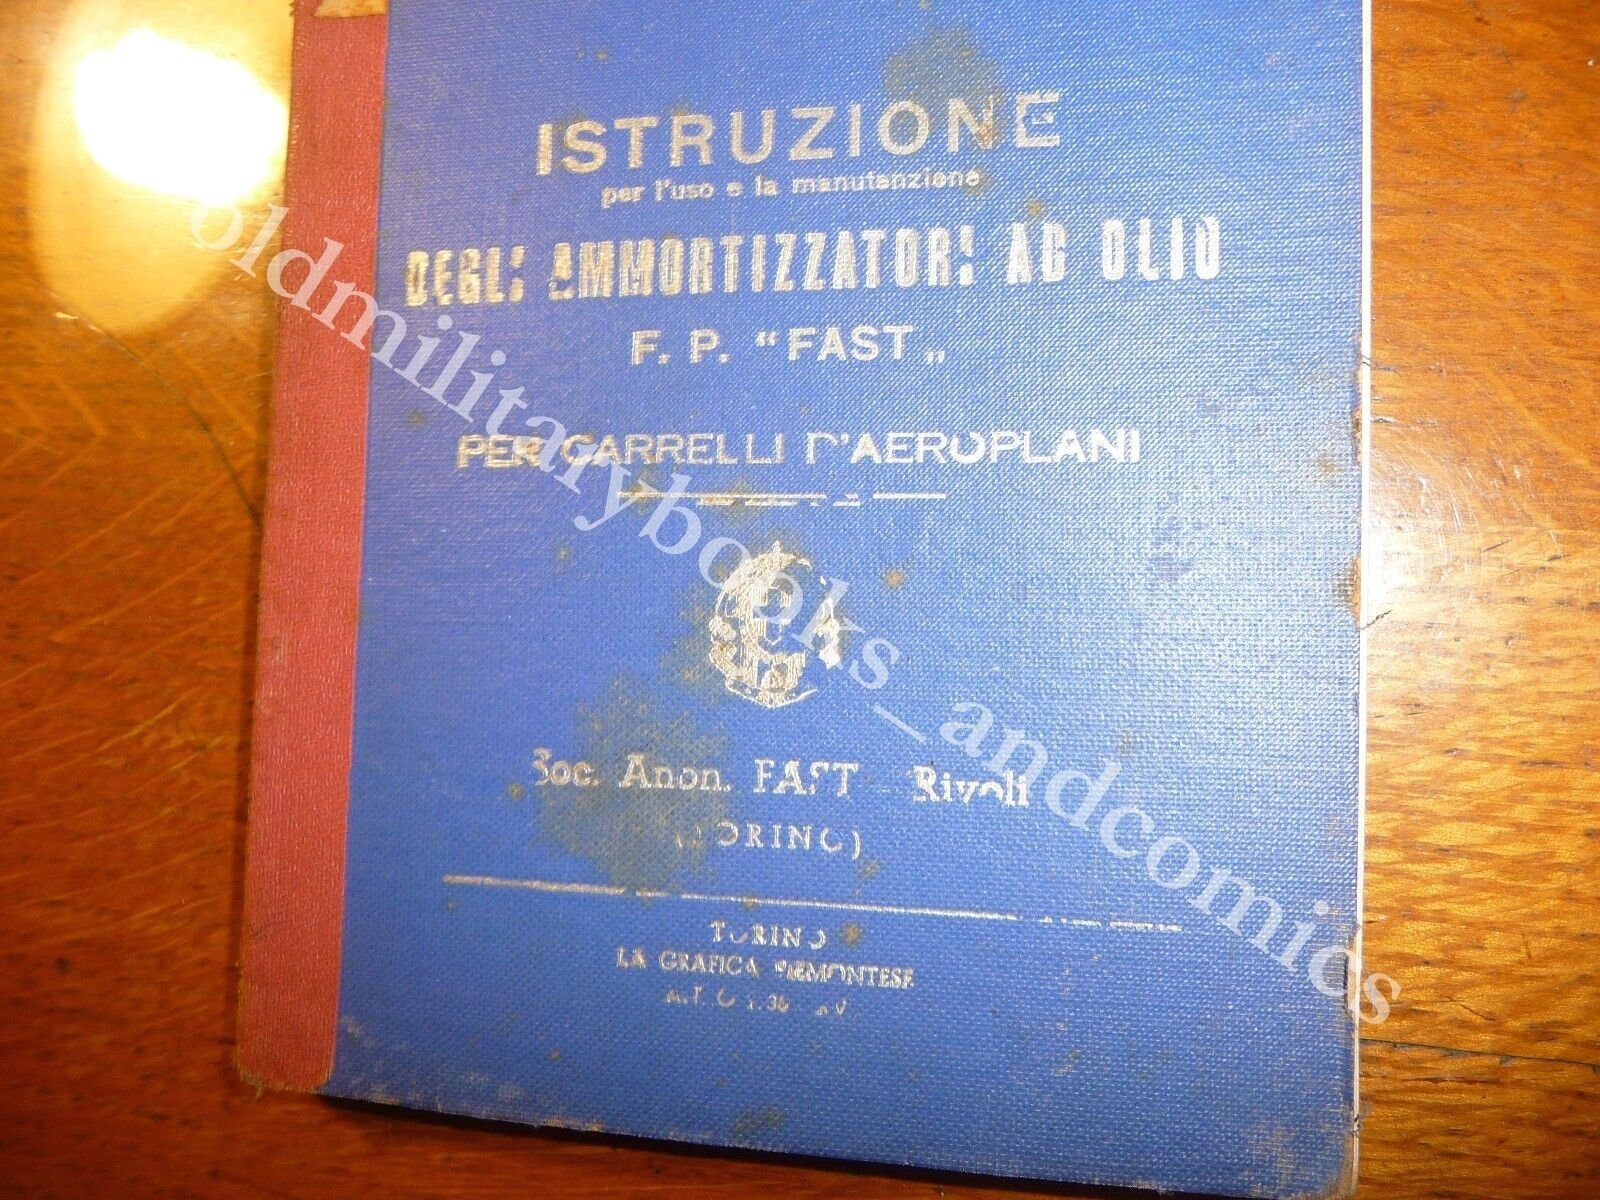 ISTRUZIONE
per l'uso e la manutenzione
DEGLI AMMORTIZZATORI AD OLIO
F. P. “FAST„
PER CARRELLI D'AEROPLANI
Soc. Anon. FAST - Rivoli
(TORINO)
TORINO
LA GRAFICA PIEMONTESE
oldmilitarybooks_andcomics